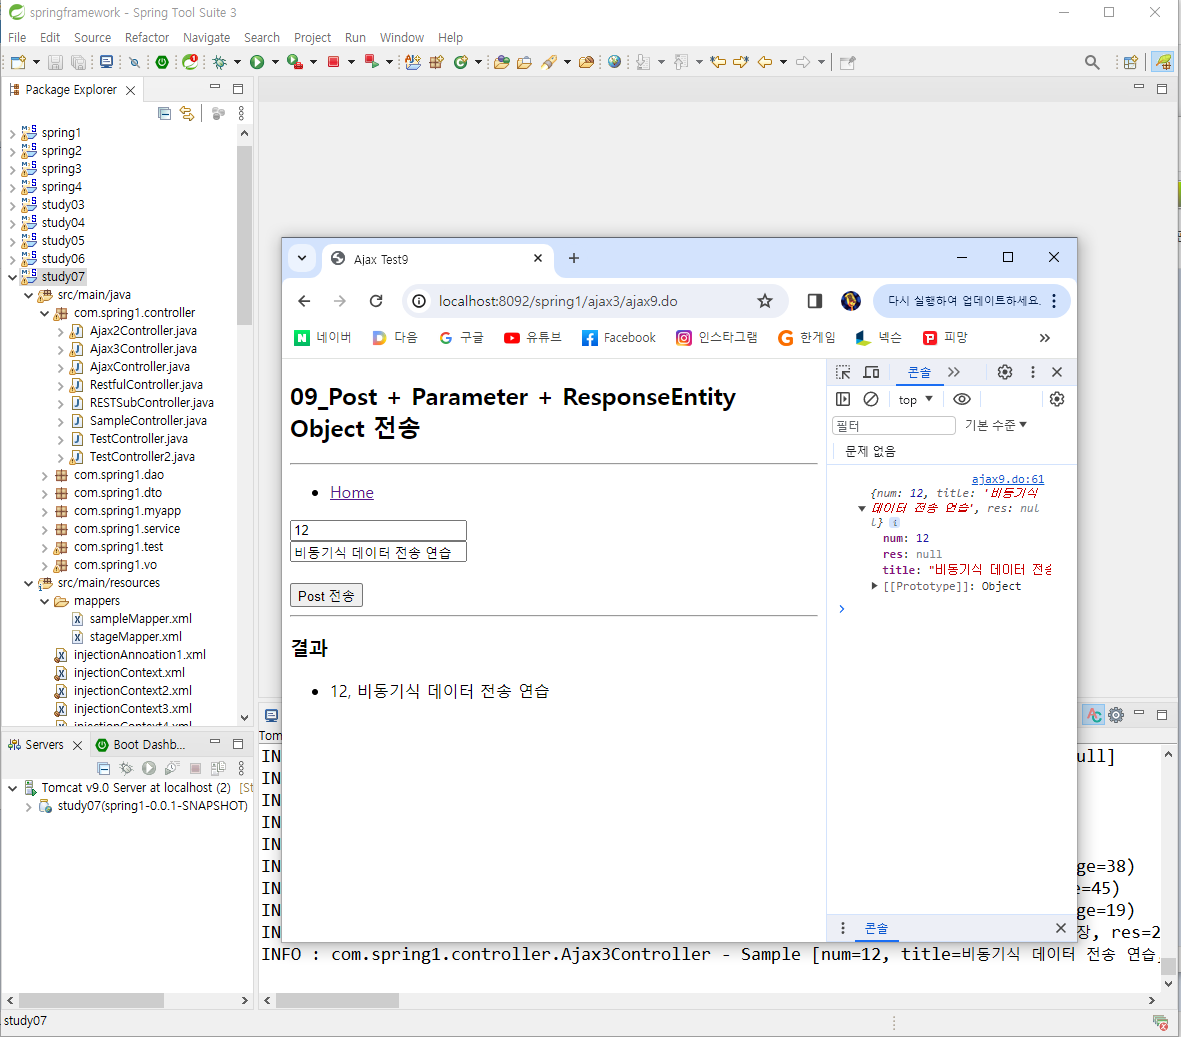 springframework - Spring Tool Suite 3
File Edit Source Refactor Navigate Search Project Run Window Help
Package Explorer
spring1
spring2
spring3
spring4
study03
study04
study05
study06
study07
src/main/java
com.spring1.controller
Ajax2Controller.java
Ajax3Controller.java
AjaxController.java
RestfulController.java
RESTSubController.java
SampleController.java
TestController.java
TestController2.java
com.spring1.dao
com.spring1.dto
com.spring1.myapp
com.spring1.service
com.spring1.test
com.spring1.vo
src/main/resources
mappers
sampleMapper.xml
stageMapper.xml
injectionAnnoation1.xml
injectionContext.xml
injectionContext2.xml
injectionContext3.xml
injectionContext4.xml
Servers
Boot Dashb...
Tomcat v9.0 Server at localhost (2) [St
study07(spring1-0.0.1-SNAPSHOT)
Ajax Test9
localhost:8092/spring1/ajax3/ajax9.do
다시 실행하여 업데이트하세요.
네이버 다음 구글 유튜브 Facebook 인스타그램 한게임 넥슨 피망
09_Post + Parameter + ResponseEntity
Object 전송
Home
12
비동기식 데이터 전송 연습
Post 전송
결과
12, 비동기식 데이터 전송 연습
콘솔
top
필터
기본 수준
문제 없음
ajax9.do:61
{num: 12, title: '비동기식
데이터 전송 연습', res: nul
l}
num: 12
res: null
title: "비동기식 데이터 전송
[[Prototype]]: Object
콘솔
Tom
IN ull]
IN
IN
IN
IN
IN ge=38)
IN =45)
IN ge=19)
IN 장, res=2
INFO : com.spring1.controller.Ajax3Controller - Sample [num=12, title=비동기식 데이터 전송 연습,
study07